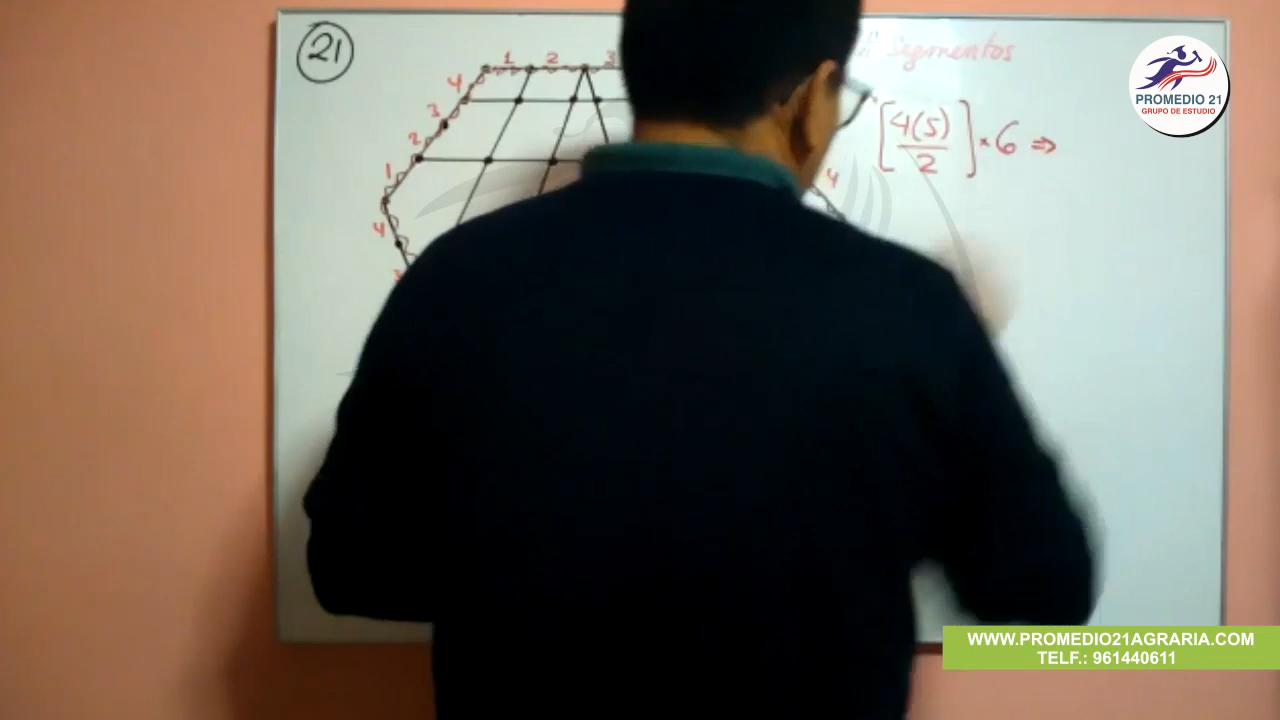 21
1 2 3
4
3
2
1
4
4
Segmentos
[4(5)/2] × 6 ⇒
PROMEDIO 21
GRUPO DE ESTUDIO
WWW.PROMEDIO21AGRARIA.COM
TELF.: 961440611